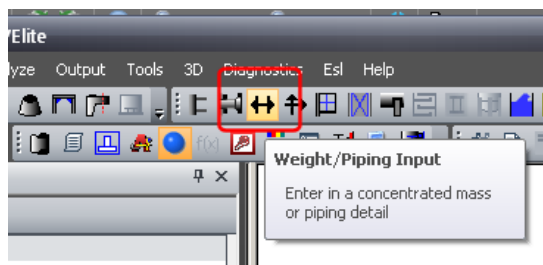 /Elite
lyze Output Tools 3D Diagnostics Esl Help
f(x)
Weight/Piping Input
Enter in a concentrated mass
or piping detail